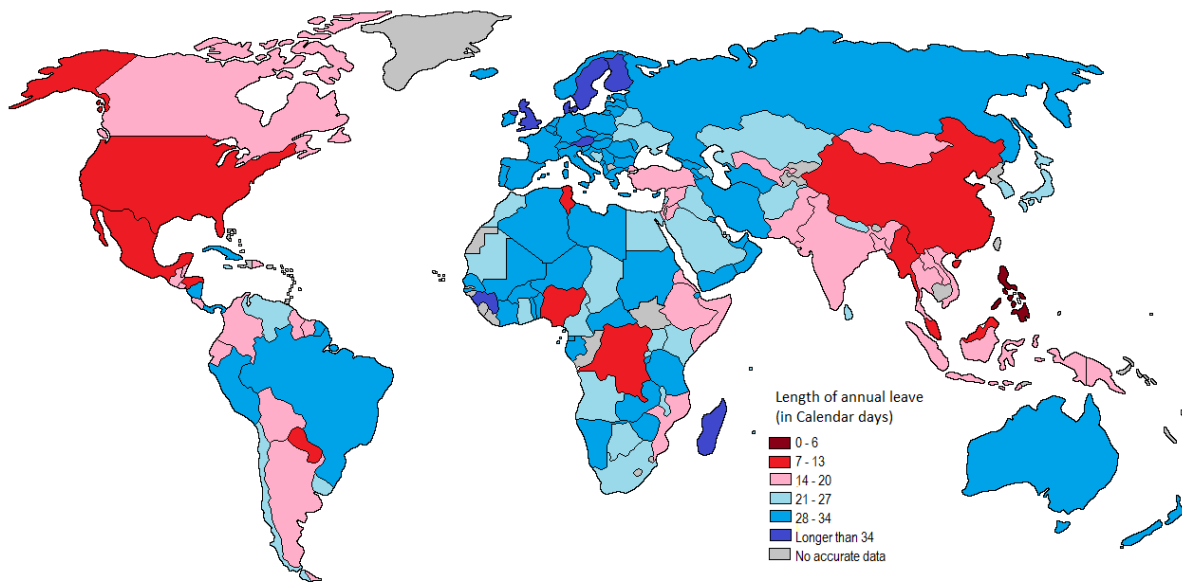 Length of annual leave
(in Calendar days)
0 - 6
7 - 13
14 - 20
21 - 27
28 - 34
Longer than 34
No accurate data